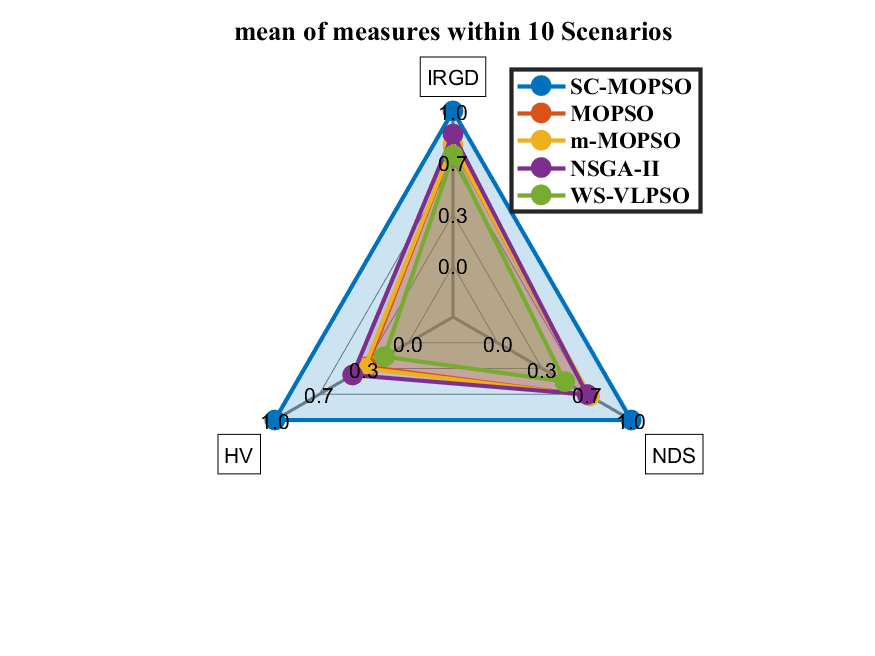 mean of measures within 10 Scenarios
IRGD
SC-MOPSO
MOPSO
m-MOPSO
NSGA-II
WS-VLPSO
1.0
0.7
0.3
0.0
0.0
0.0
0.3
0.3
0.7
0.7
1.0
1.0
HV
NDS